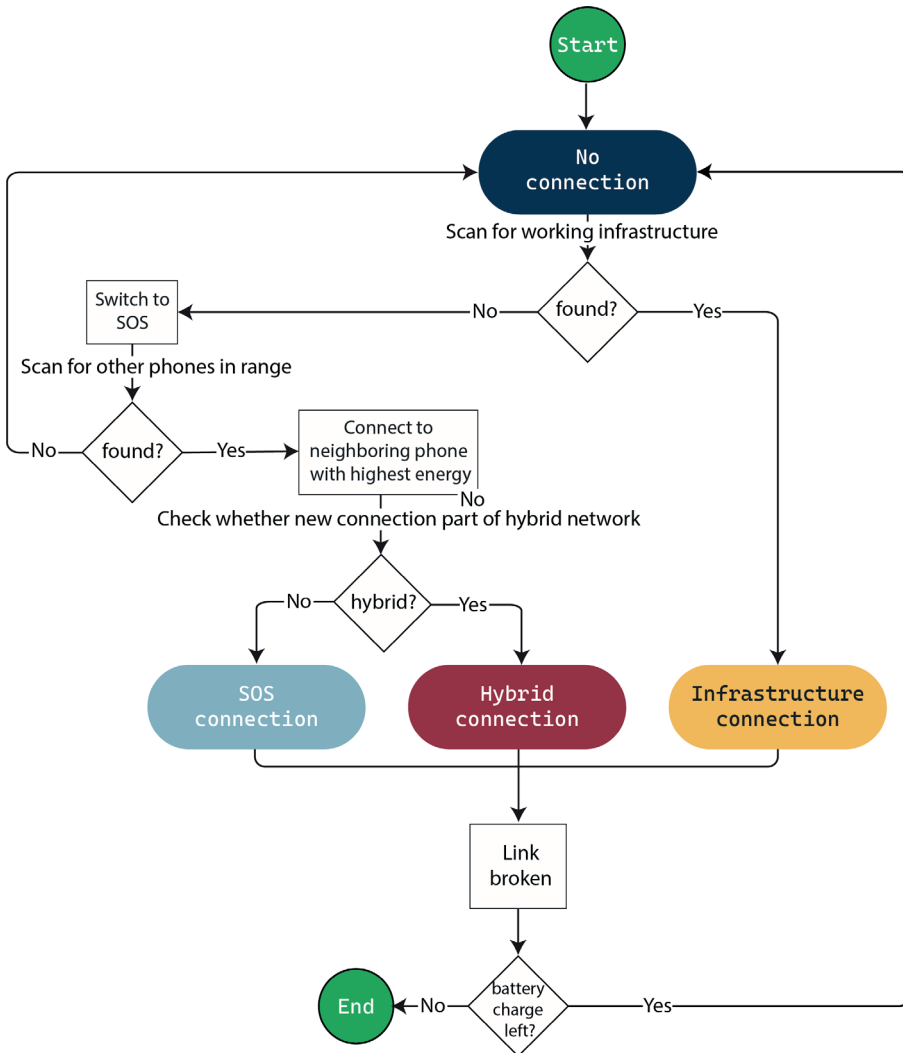 Start
No
connection
Scan for working infrastructure
found?
No
Yes
Switch to
SOS
Scan for other phones in range
found?
No
Yes
Connect to
neighboring phone
with highest energy
No
Check whether new connection part of hybrid network
hybrid?
No
Yes
SOS
connection
Hybrid
connection
Infrastructure
connection
Link
broken
battery
charge
left?
No
Yes
End